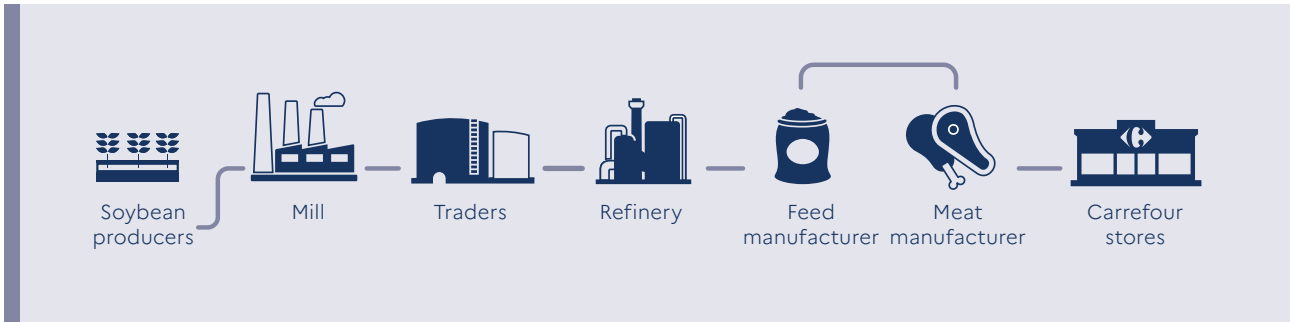 Soybean
producers
Mill
Traders
Refinery
Feed
manufacturer
Meat
manufacturer
Carrefour
stores